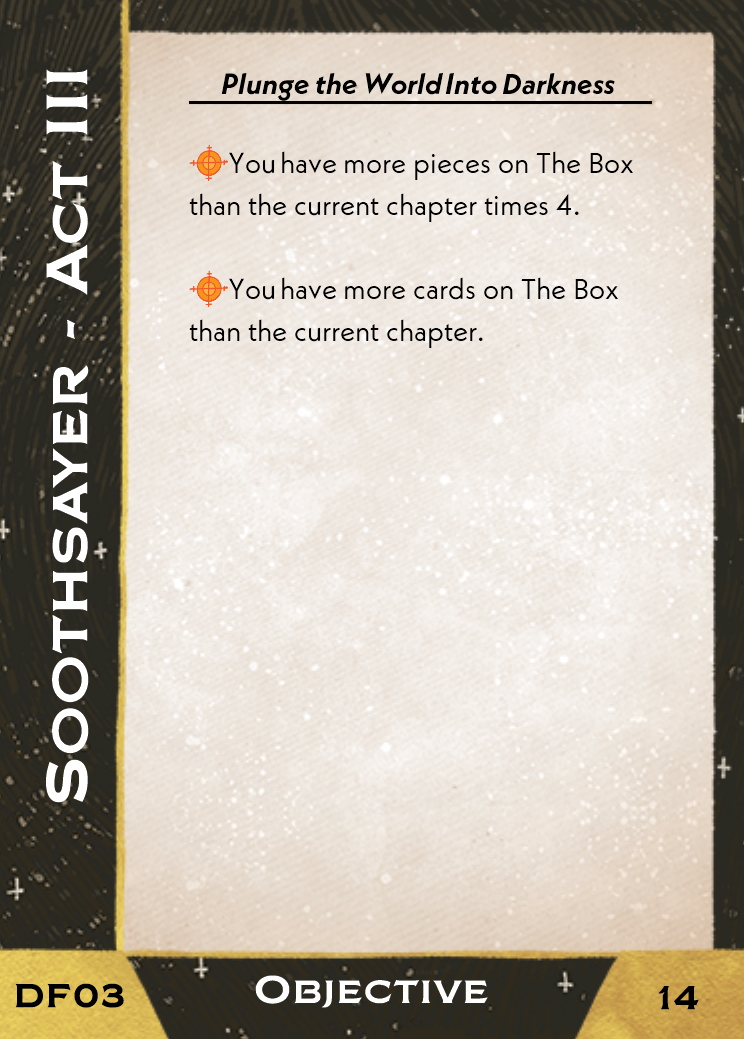 SOOTHSAYER - ACT III
Plunge the World Into Darkness
You have more pieces on The Box
than the current chapter times 4.
You have more cards on The Box
than the current chapter.
DF03
OBJECTIVE
14